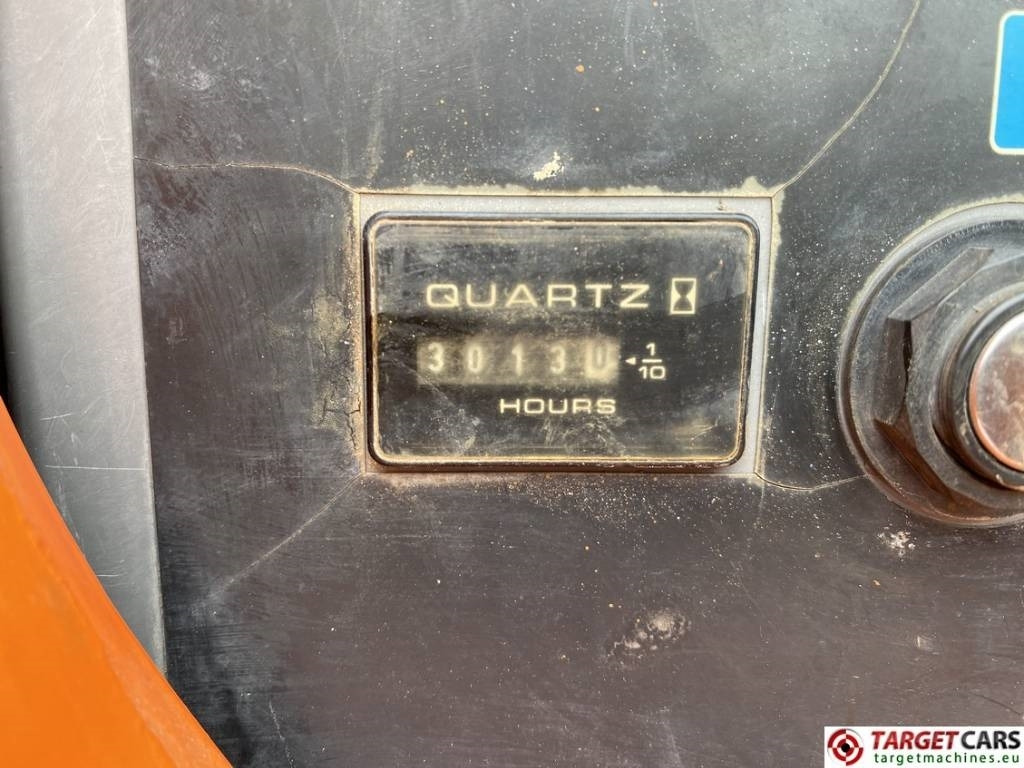 QUARTZ
30130
1
10
HOURS
TARGETCARS
targetmachines.eu